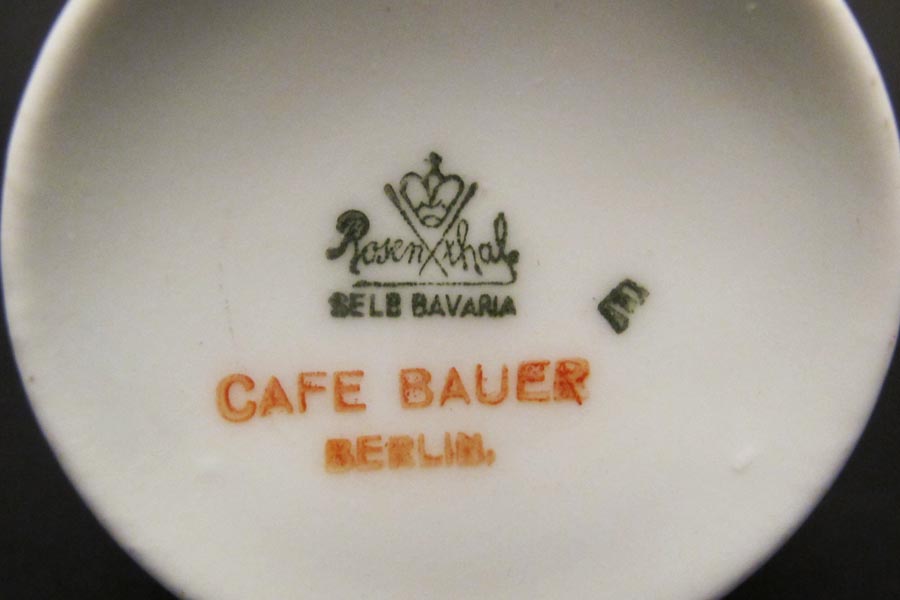 Rosenthal
SELB BAVARIA
CAFE BAUER
BERLIN.